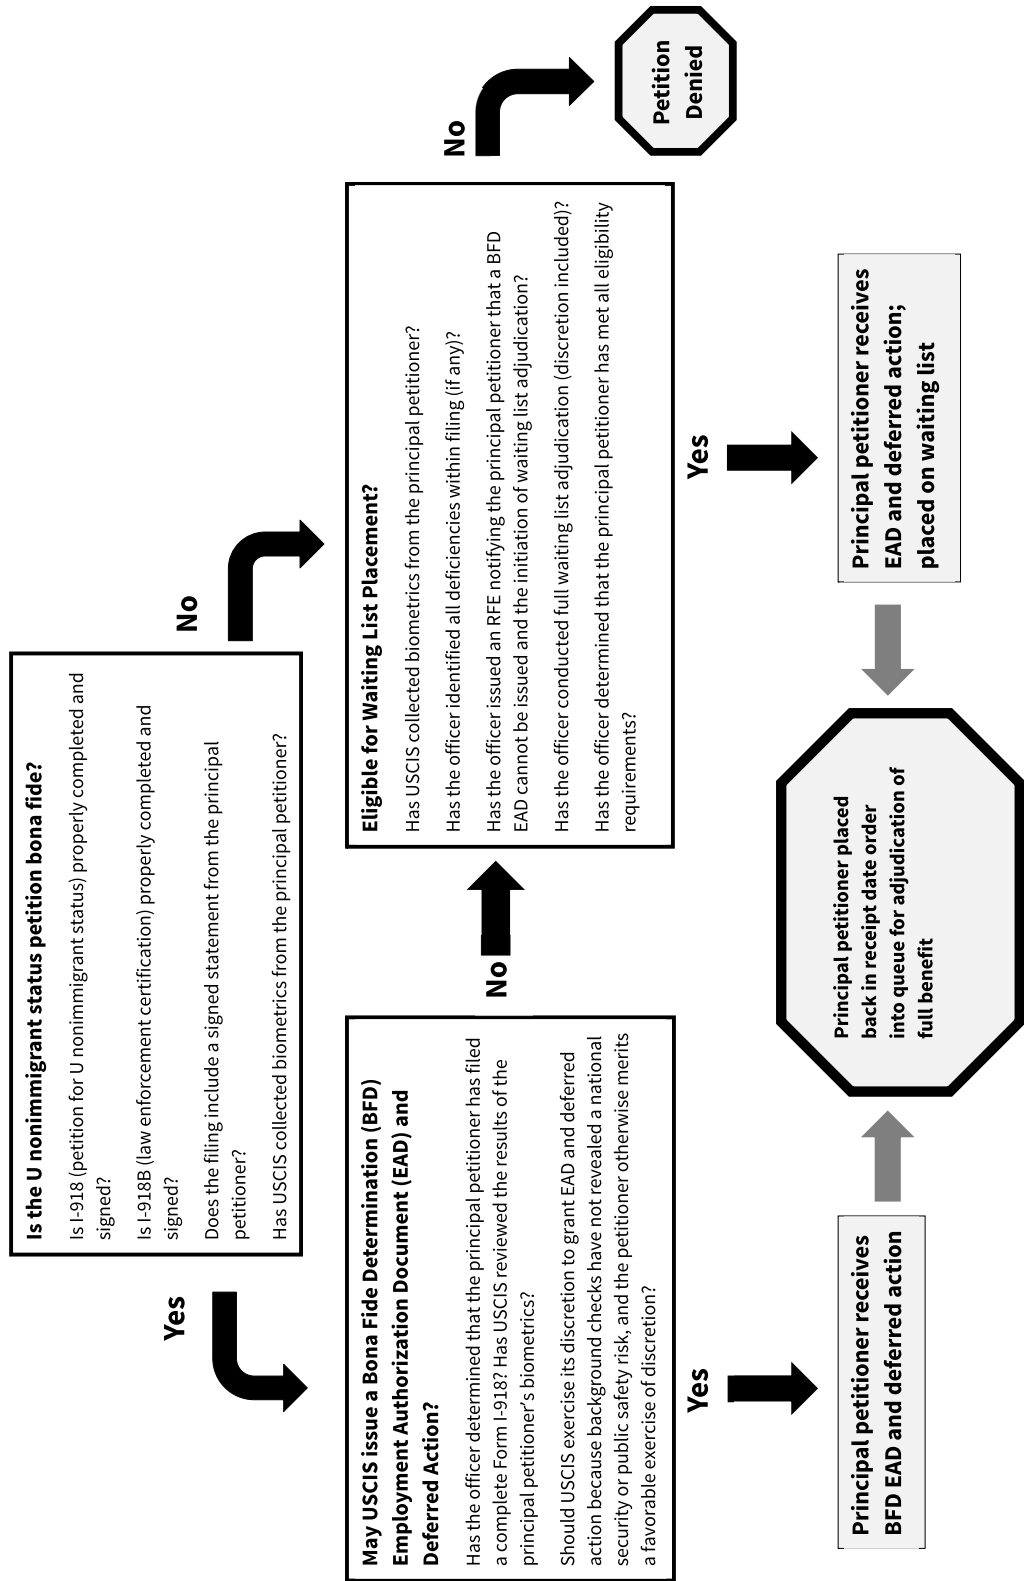 Is the U nonimmigrant status petition bona fide?
Is I-918 (petition for U nonimmigrant status) properly completed and
signed?
Is I-918B (law enforcement certification) properly completed and
signed?
Does the filing include a signed statement from the principal
petitioner?
Has USCIS collected biometrics from the principal petitioner?
Yes
No
May USCIS issue a Bona Fide Determination (BFD)
Employment Authorization Document (EAD) and
Deferred Action?
Has the officer determined that the principal petitioner has filed
a complete Form I-918? Has USCIS reviewed the results of the
principal petitioner's biometrics?
Should USCIS exercise its discretion to grant EAD and deferred
action because background checks have not revealed a national
security or public safety risk, and the petitioner otherwise merits
a favorable exercise of discretion?
No
Eligible for Waiting List Placement?
Has USCIS collected biometrics from the principal petitioner?
Has the officer identified all deficiencies within filing (if any)?
Has the officer issued an RFE notifying the principal petitioner that a BFD
EAD cannot be issued and the initiation of waiting list adjudication?
Has the officer conducted full waiting list adjudication (discretion included)?
Has the officer determined that the principal petitioner has met all eligibility
requirements?
No
Petition
Denied
Yes
Yes
Principal petitioner receives
BFD EAD and deferred action
Principal petitioner placed
back in receipt date order
into queue for adjudication of
full benefit
Principal petitioner receives
EAD and deferred action;
placed on waiting list